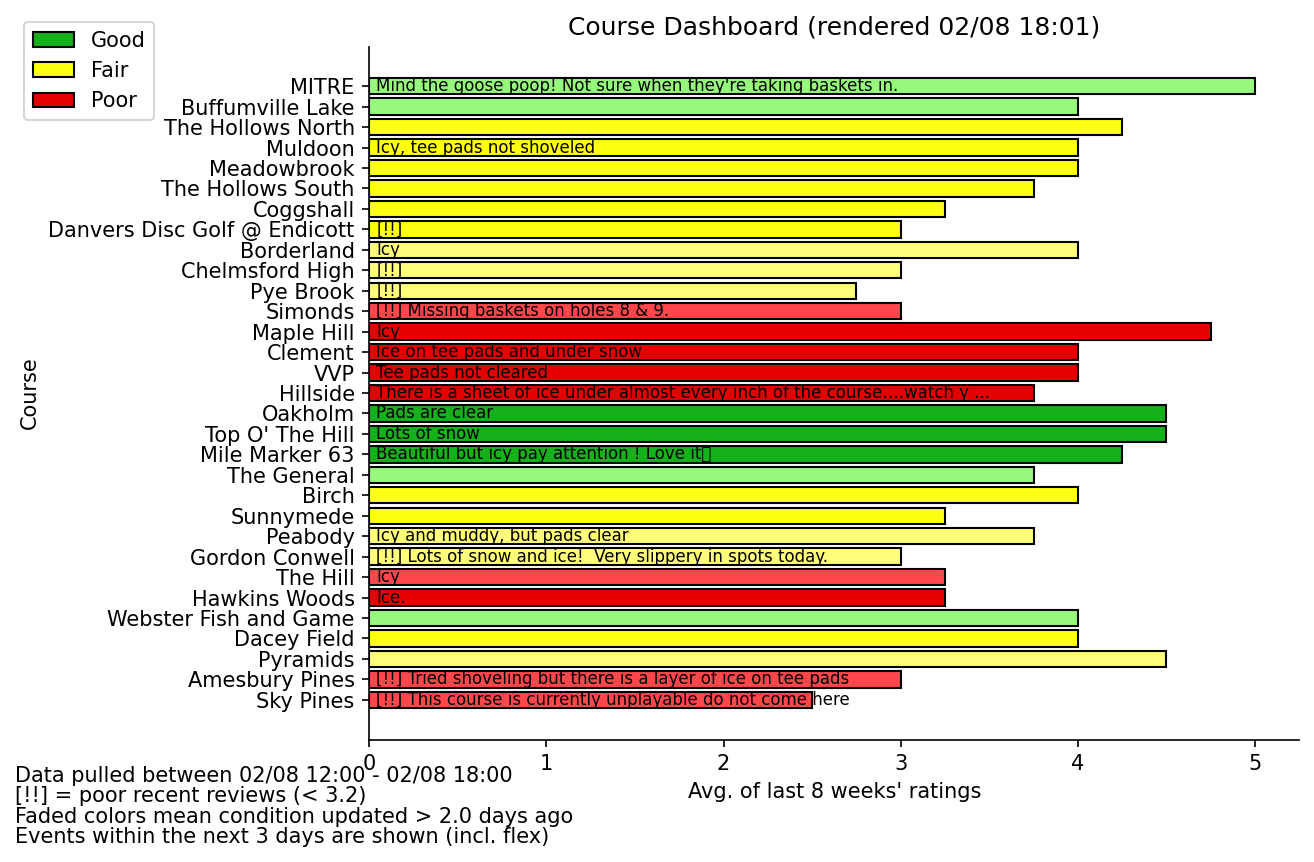 Course Dashboard (rendered 02/08 18:01)
Good
Fair
Poor
Course
MITRE Mind the goose poop! Not sure when they're taking baskets in.
Buffumville Lake
The Hollows North
Muldoon Icy, tee pads not shoveled
Meadowbrook
The Hollows South
Coggshall
Danvers Disc Golf @ Endicott [!!]
Borderland Icy
Chelmsford High [!!]
Pye Brook [!!]
Simonds [!!] Missing baskets on holes 8 & 9.
Maple Hill Icy
Clement Ice on tee pads and under snow
VVP Tee pads not cleared
Hillside There is a sheet of ice under almost every inch of the course....watch y ...
Oakholm Pads are clear
Top O' The Hill Lots of snow
Mile Marker 63 Beautiful but icy pay attention ! Love it
The General
Birch
Sunnymede
Peabody Icy and muddy, but pads clear
Gordon Conwell [!!] Lots of snow and ice!  Very slippery in spots today.
The Hill Icy
Hawkins Woods Ice.
Webster Fish and Game
Dacey Field
Pyramids
Amesbury Pines [!!] Tried shoveling but there is a layer of ice on tee pads
Sky Pines [!!] This course is currently unplayable do not come here
0 1 2 3 4 5
Avg. of last 8 weeks' ratings
Data pulled between 02/08 12:00 - 02/08 18:00
[!!] = poor recent reviews (< 3.2)
Faded colors mean condition updated > 2.0 days ago
Events within the next 3 days are shown (incl. flex)